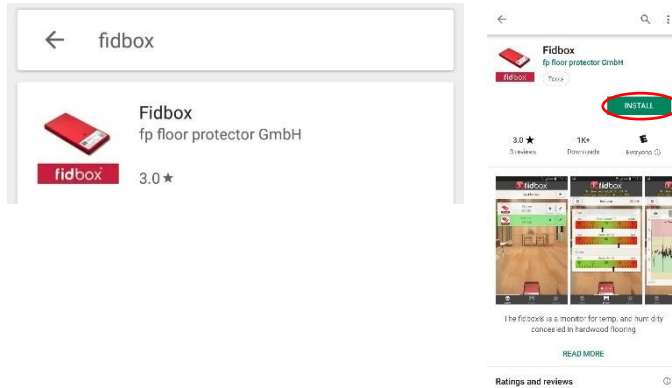 fidbox
Fidbox
fp floor protector GmbH
fidbox
3.0 ★
Fidbox
fp floor protector GmbH
fidbox
Tools
INSTALL
3.0 ★
3 reviews
1K+
Downloads
E
Everyone
fidbox
fidbox
The fidbox® is a monitor for temp. and humidity
concealed in hardwood flooring
READ MORE
Ratings and reviews